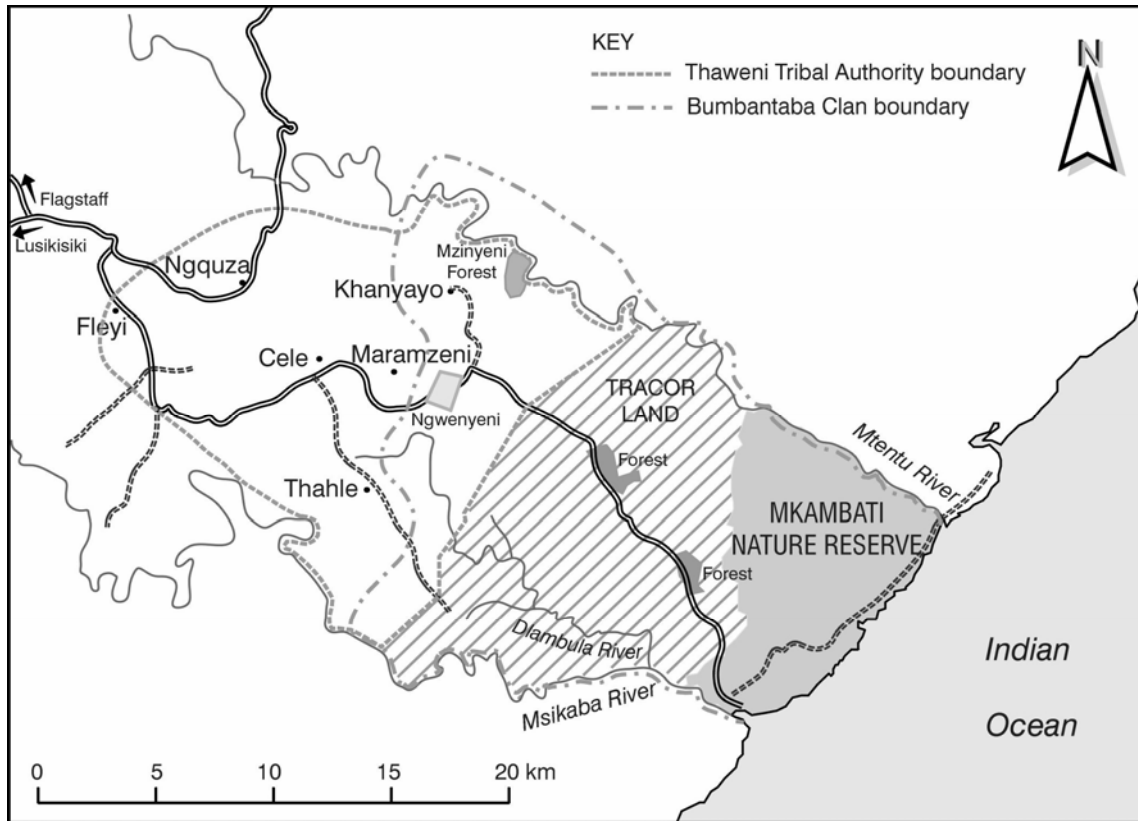 KEY
N
Thaweni Tribal Authority boundary
Bumbantaba Clan boundary
Flagstaff
Lusikisiki
Ngquza
Mzinyeni
Forest
Khanyayo
Fleyi
Cele
Maramzeni
Ngwenyeni
TRACOR
LAND
Forest
Mtentu River
Thahle
MKAMBATI
NATURE RESERVE
Forest
Dlambula River
Msikaba River
Indian
Ocean
0 5 10 15 20 km